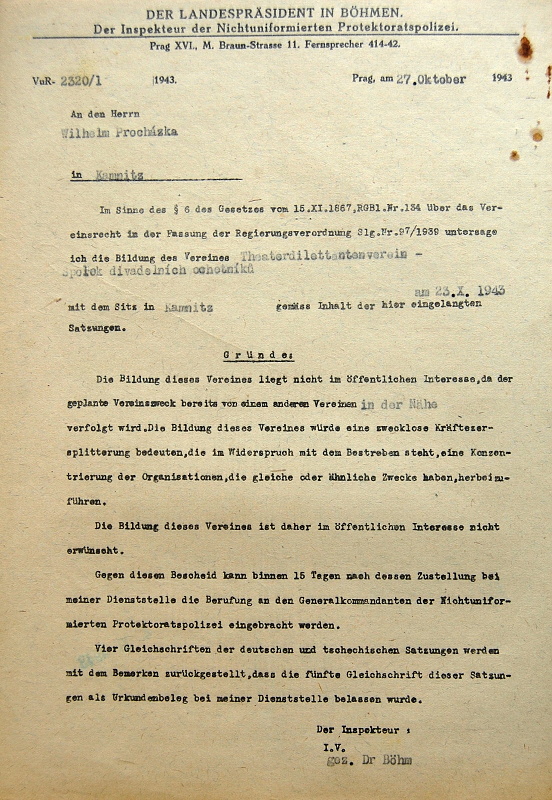 DER LANDESPRÄSIDENT IN BÖHMEN.
Der Inspekteur der Nichtuniformierten Protektoratspolizei.
Prag XVI., M. Braun-Strasse 11. Fernsprecher 414-42.
VuR- 2320/1 1943. Prag, am 27.Oktober 1943
An den Herrn
Wilhelm Procházka
in Kamnitz
Im Sinne des § 6 des Gesetzes vom 15.XI.1867,RGBl.Nr.134 über das Ver-
einsrecht in der Fassung der Regierungsverordnung Slg.Nr.97/1939 untersage
ich die Bildung des Vereines Theaterdilettantenverein -
Spolek divadelních ochotníků
am 23.X. 1943
mit dem Sitz in Kamnitz gemäss Inhalt der hier eingelangten
Satzungen.
Gründe:
Die Bildung dieses Vereines liegt nicht im öffentlichen Interesse,da der
geplante Vereinszweck bereits von einem anderen Vereinen in der Nähe
verfolgt wird.Die Bildung dieses Vereines würde eine zwecklose Kräftezer-
splitterung bedeuten,die im Widerspruch mit dem Bestreben steht,eine Konzen-
trierung der Organisationen,die gleiche oder ähnliche Zwecke haben,herbeizu-
führen.
Die Bildung dieses Vereines ist daher im öffentlichen Interesse nicht
erwünscht.
Gegen diesen Bescheid kann binnen 15 Tagen nach dessen Zustellung bei
meiner Dienststelle die Berufung an den Generalkommandanten der Nichtunifor-
mierten Protektoratspolizei eingebracht werden.
Vier Gleichschriften der deutschen und tschechischen Satzungen werden
mit dem Bemerken zurückgestellt,dass die fünfte Gleichschrift dieser Satzun-
gen als Urkundenbeleg bei meiner Dienststelle belassen wurde.
Der Inspekteur :
I.V.
gez. Dr Böhm